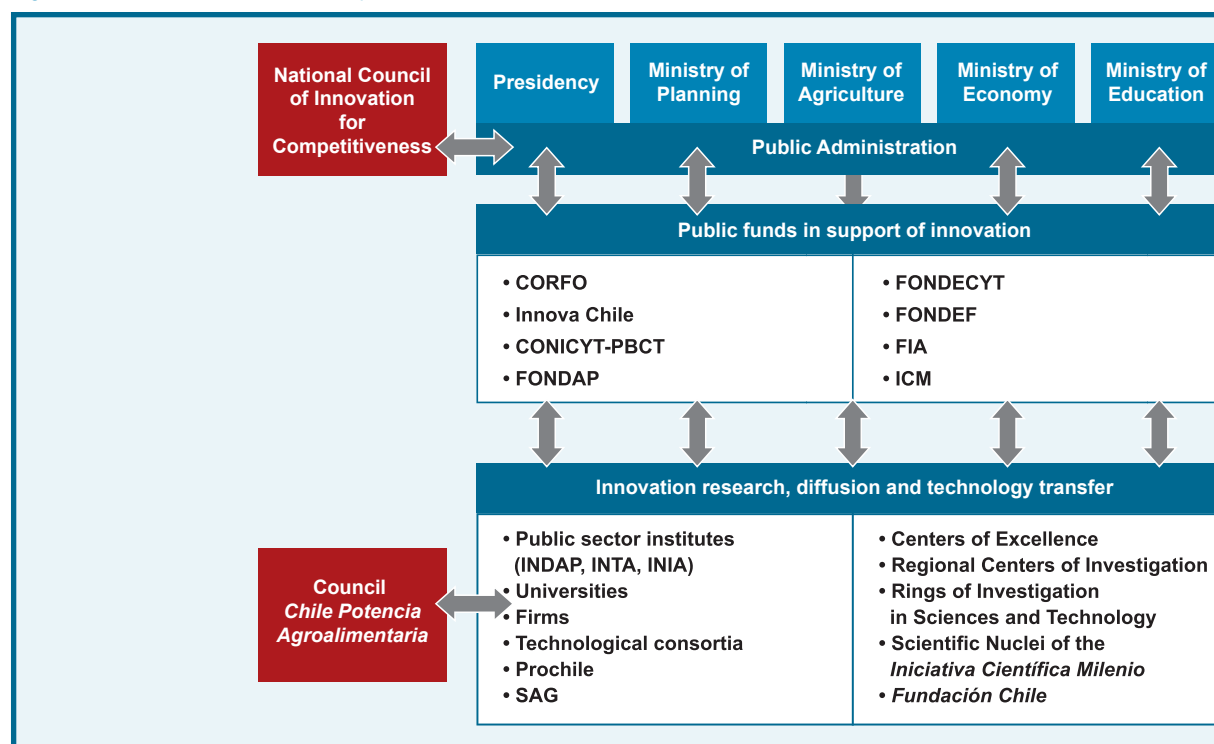 National Council
of Innovation
for
Competitiveness
Presidency
Ministry of
Planning
Ministry of
Agriculture
Ministry of
Economy
Ministry of
Education
Public Administration
Public funds in support of innovation
• CORFO
• Innova Chile
• CONICYT-PBCT
• FONDAP
• FONDECYT
• FONDEF
• FIA
• ICM
Innovation research, diffusion and technology transfer
Council
Chile Potencia
Agroalimentaria
• Public sector institutes
(INDAP, INTA, INIA)
• Universities
• Firms
• Technological consortia
• Prochile
• SAG
• Centers of Excellence
• Regional Centers of Investigation
• Rings of Investigation
in Sciences and Technology
• Scientific Nuclei of the
Iniciativa Científica Milenio
• Fundación Chile